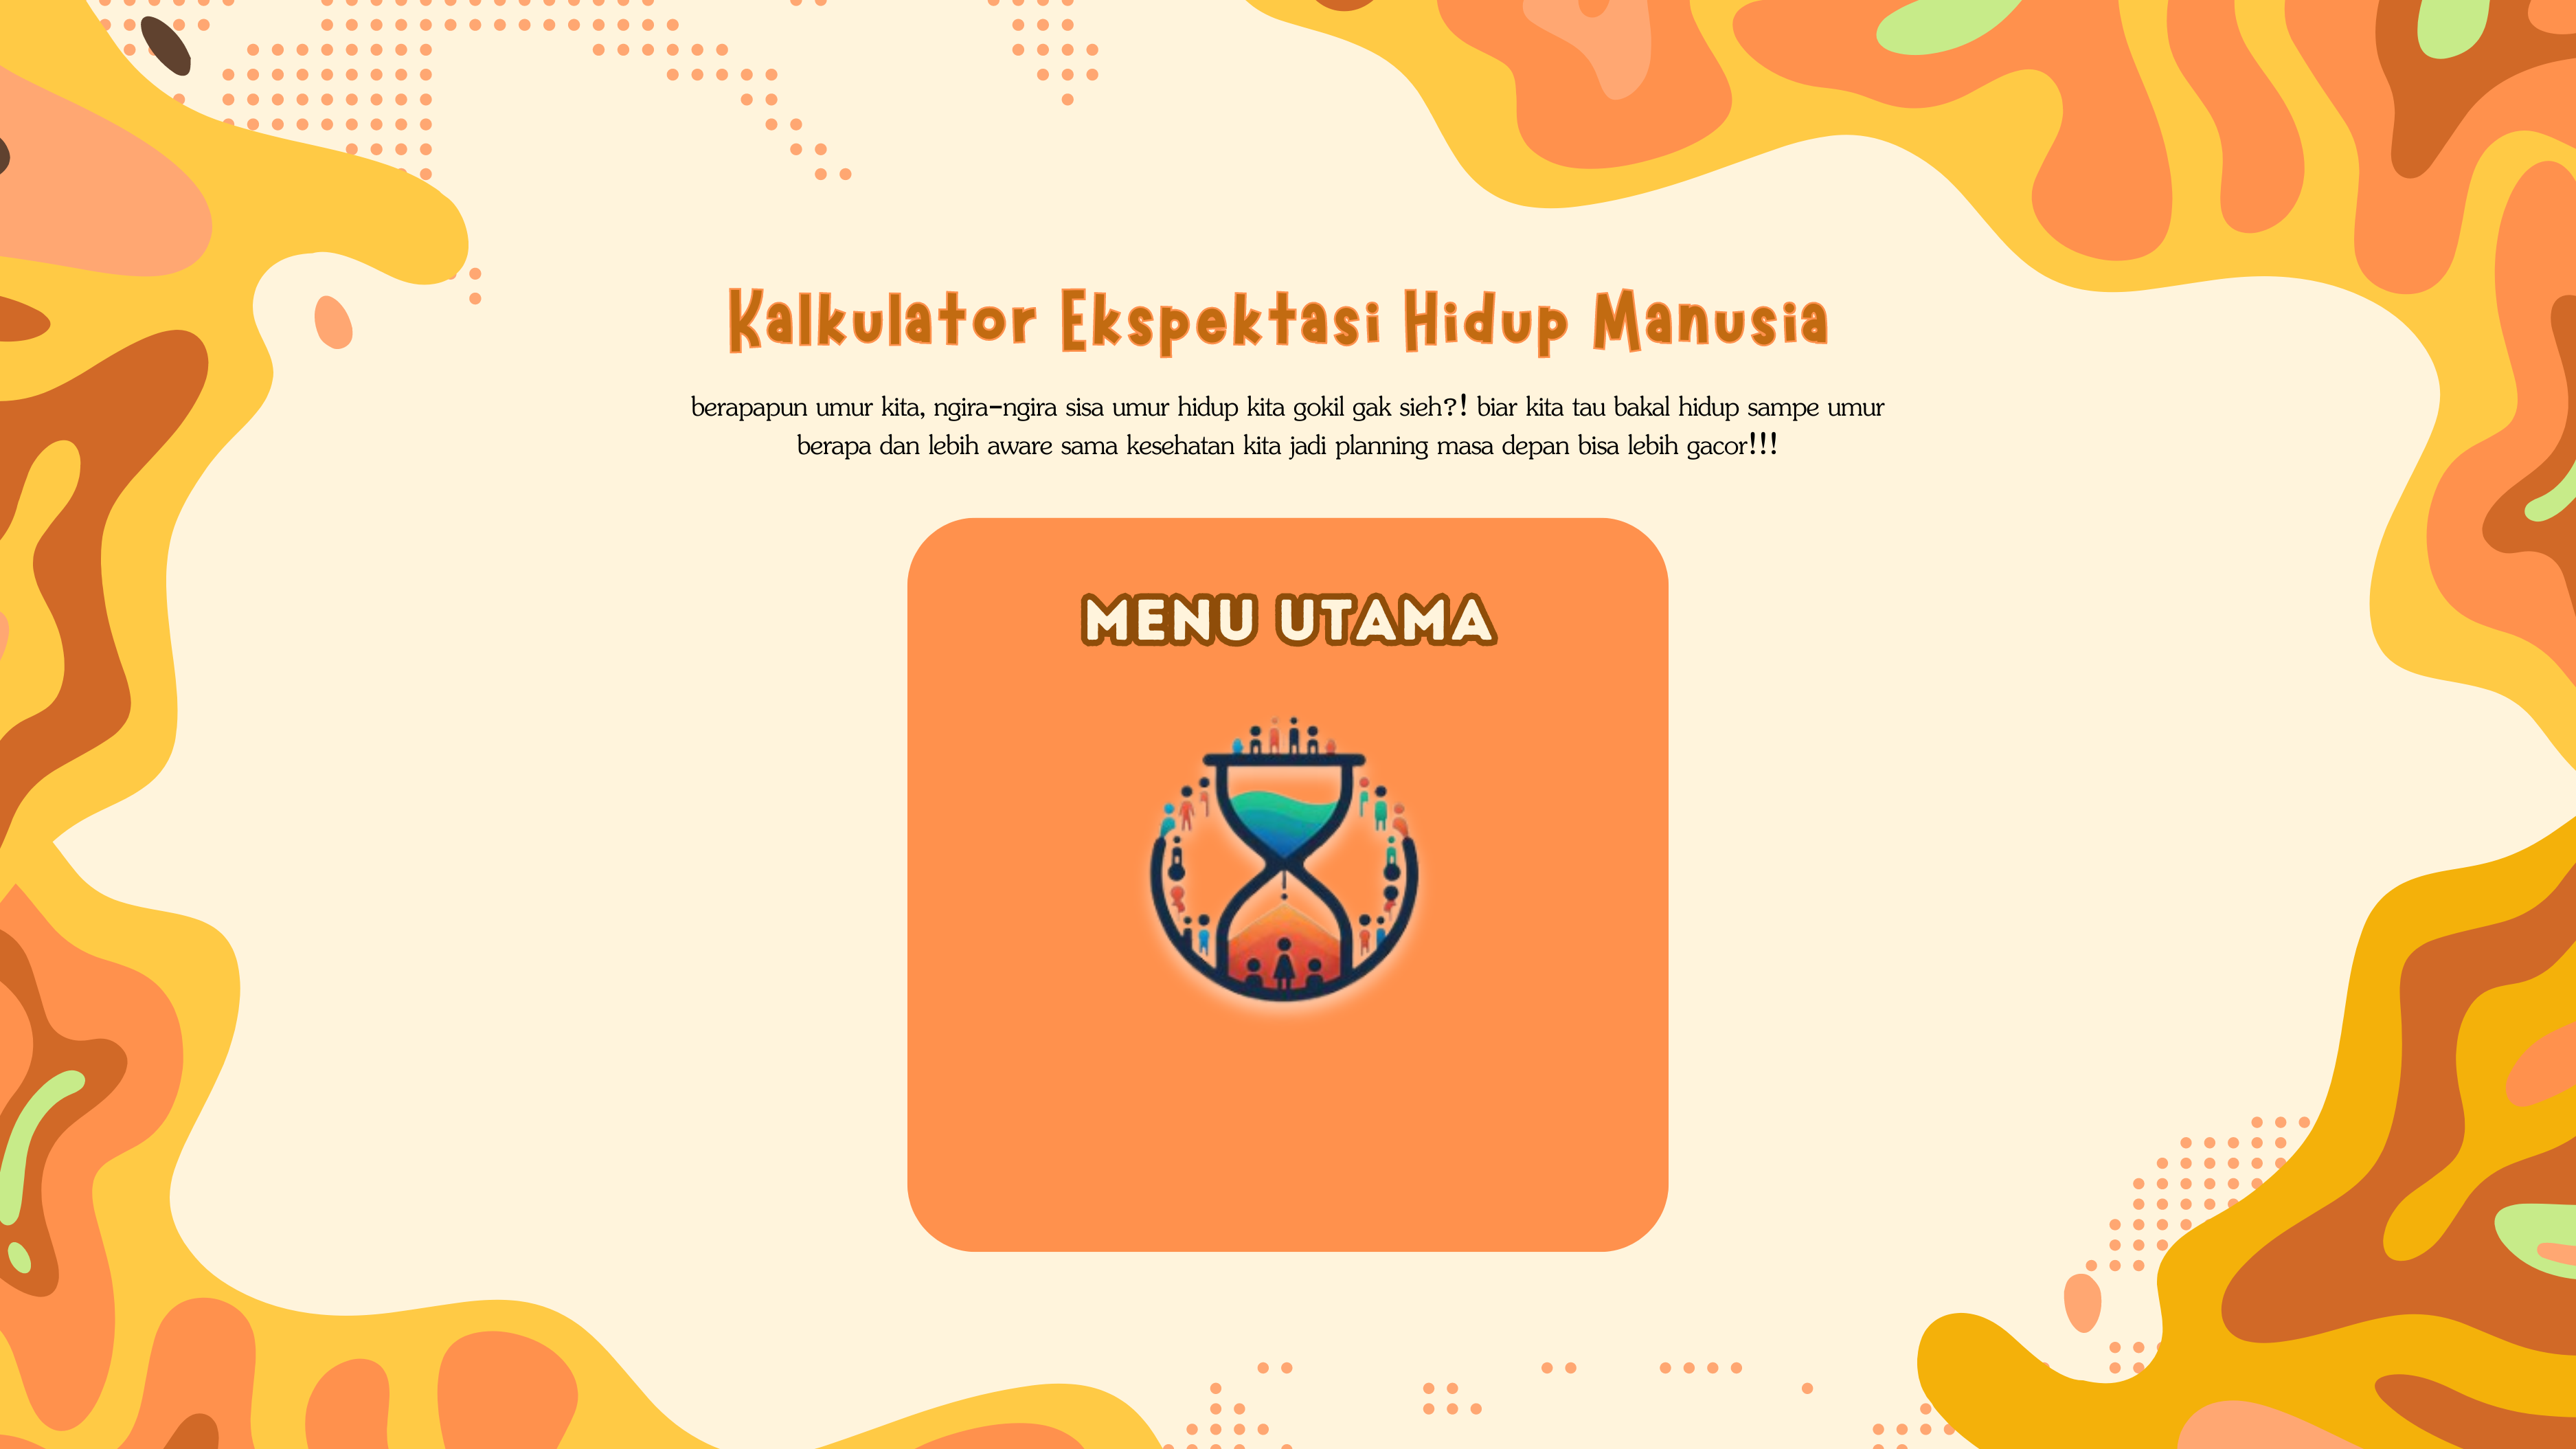 Kalkulator Ekspektasi Hidup Manusia
berapapun umur kita, ngira-ngira sisa umur hidup kita gokil gak sieh?! biar kita tau bakal hidup sampe umur
berapa dan lebih aware sama kesehatan kita jadi planning masa depan bisa lebih gacor!!!
MENU UTAMA